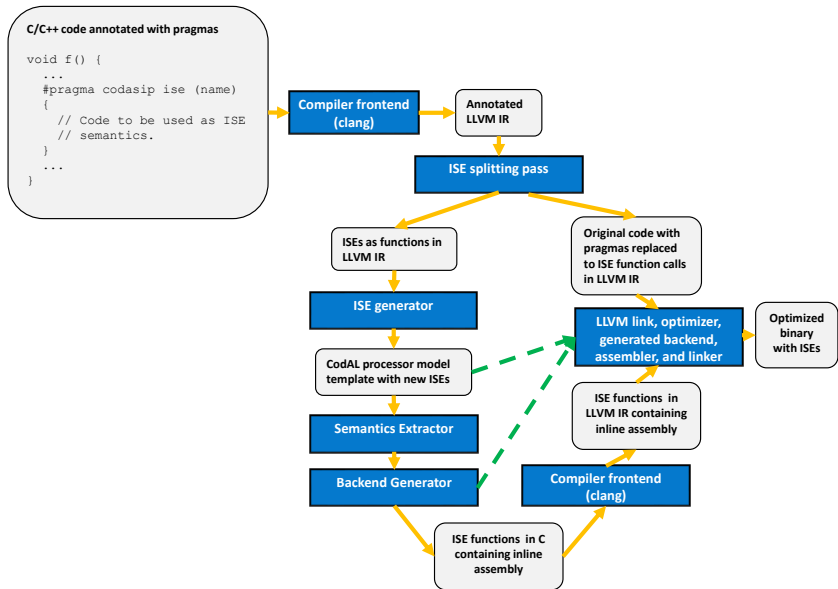 C/C++ code annotated with pragmas
void f() {
...
#pragma codasip ise (name)
{
// Code to be used as ISE
// semantics.
}
...
}
Compiler frontend
(clang)
Annotated
LLVM IR
ISE splitting pass
ISEs as functions in
LLVM IR
Original code with
pragmas replaced
to ISE function calls
in LLVM IR
ISE generator
LLVM link, optimizer,
generated backend,
assembler, and linker
Optimized
binary
with ISEs
CodAL processor model
template with new ISEs
ISE functions in
LLVM IR containing
inline assembly
Semantics Extractor
Backend Generator
Compiler frontend
(clang)
ISE functions in C
containing inline
assembly